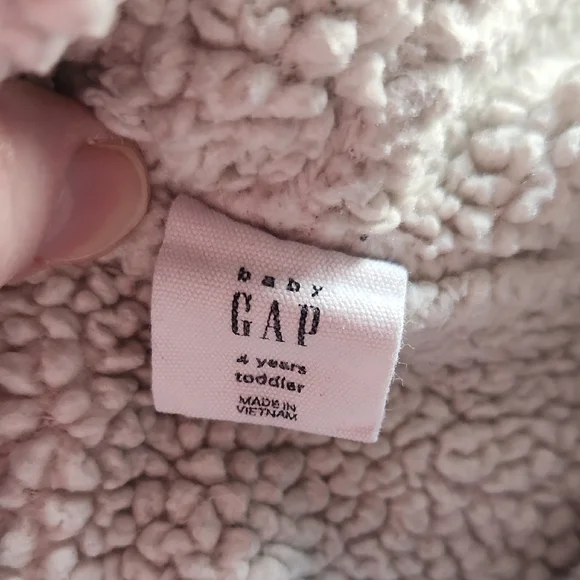 baby
GAP
4 years
toddler
MADE IN
VIETNAM